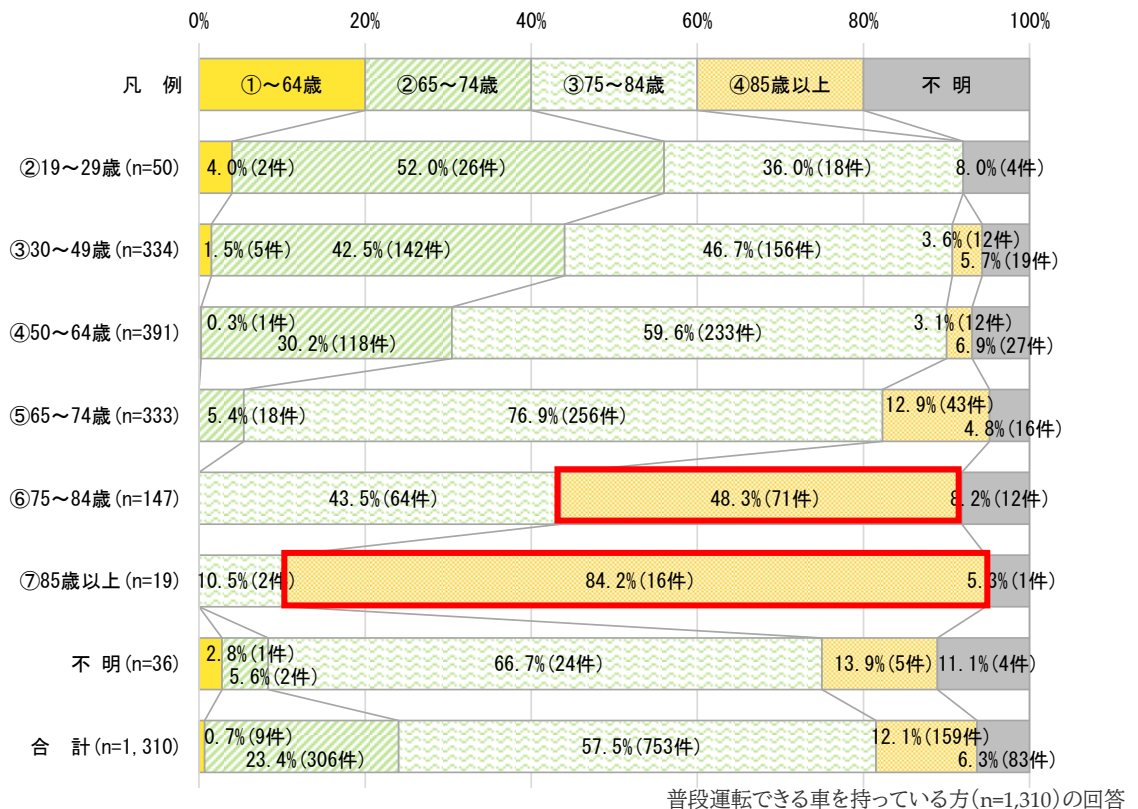 0% 20% 40% 60% 80% 100%
凡 例 ①～64歳 ②65～74歳 ③75～84歳 ④85歳以上 不 明
②19～29歳(n=50) 4.0%(2件) 52.0%(26件) 36.0%(18件) 8.0%(4件)
③30～49歳(n=334) 1.5%(5件) 42.5%(142件) 46.7%(156件) 3.6%(12件) 5.7%(19件)
④50～64歳(n=391) 0.3%(1件) 30.2%(118件) 59.6%(233件) 3.1%(12件) 6.9%(27件)
⑤65～74歳(n=333) 5.4%(18件) 76.9%(256件) 12.9%(43件) 4.8%(16件)
⑥75～84歳(n=147) 43.5%(64件) 48.3%(71件) 8.2%(12件)
⑦85歳以上(n=19) 10.5%(2件) 84.2%(16件) 5.3%(1件)
不 明(n=36) 2.8%(1件) 5.6%(2件) 66.7%(24件) 13.9%(5件) 11.1%(4件)
合 計(n=1,310) 0.7%(9件) 23.4%(306件) 57.5%(753件) 12.1%(159件) 6.3%(83件)
普段運転できる車を持っている方(n=1,310)の回答